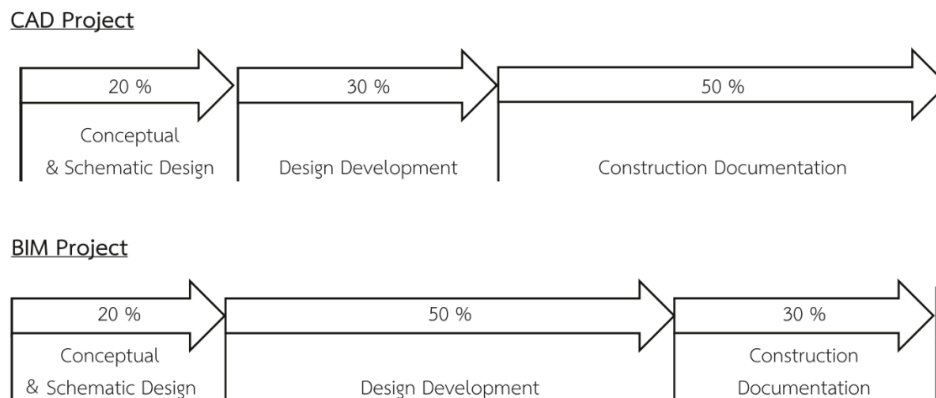 CAD Project
20 %
30 %
50 %
Conceptual
& Schematic Design
Design Development
Construction Documentation
BIM Project
20 %
50 %
30 %
Conceptual
& Schematic Design
Design Development
Construction
Documentation